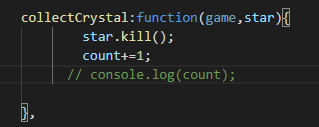 collectCrystal:function(game,star){
star.kill();
count+=1;
// console.log(count);
},